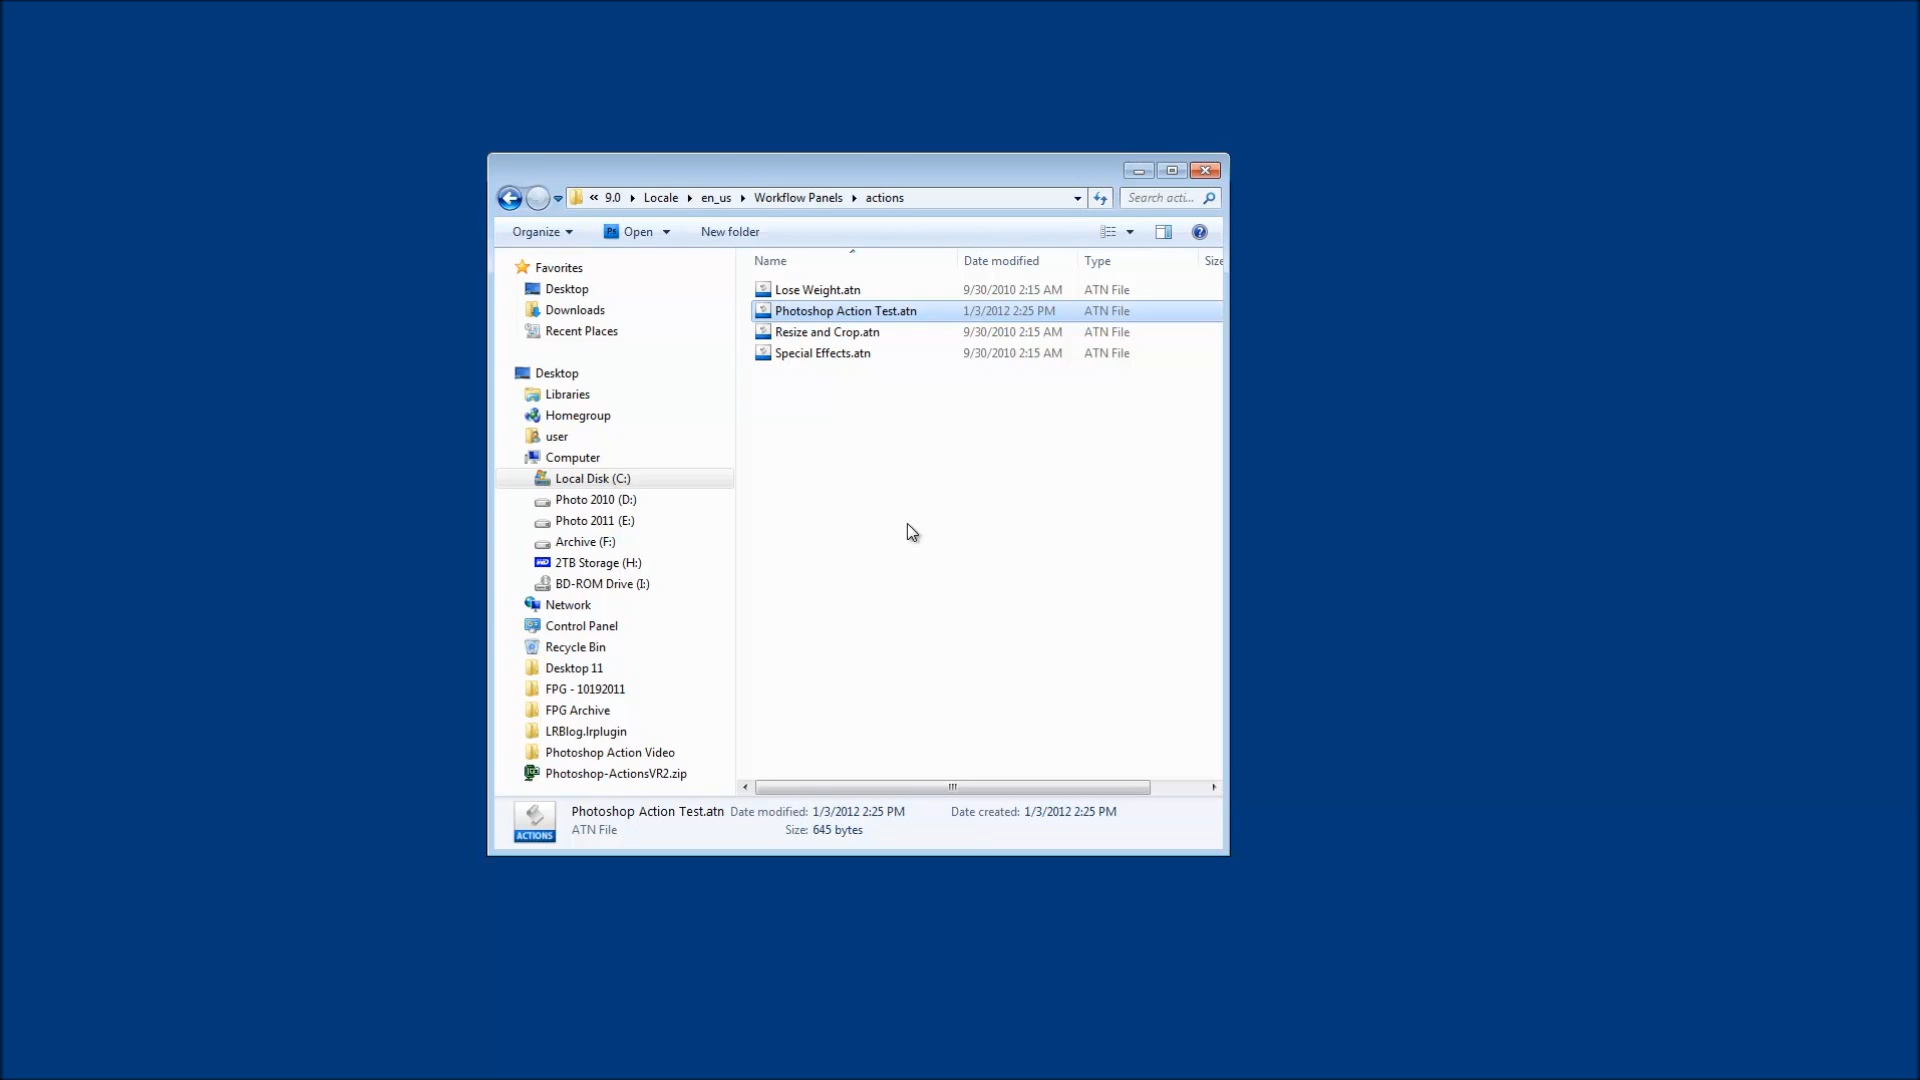 « 9.0 Locale en_us Workflow Panels actions Search acti...
Organize Ps Open New folder ?
Name Date modified Type Size
Lose Weight.atn 9/30/2010 2:15 AM ATN File
Photoshop Action Test.atn 1/3/2012 2:25 PM ATN File
Resize and Crop.atn 9/30/2010 2:15 AM ATN File
Special Effects.atn 9/30/2010 2:15 AM ATN File
Favorites
Desktop
Downloads
Recent Places
Desktop
Libraries
Homegroup
user
Computer
Local Disk (C:)
Photo 2010 (D:)
Photo 2011 (E:)
Archive (F:)
2TB Storage (H:)
BD-ROM Drive (I:)
Network
Control Panel
Recycle Bin
Desktop 11
FPG - 10192011
FPG Archive
LRBlog.lrplugin
Photoshop Action Video
Photoshop-ActionsVR2.zip
ACTIONS
Photoshop Action Test.atn Date modified: 1/3/2012 2:25 PM Date created: 1/3/2012 2:25 PM
ATN File Size: 645 bytes